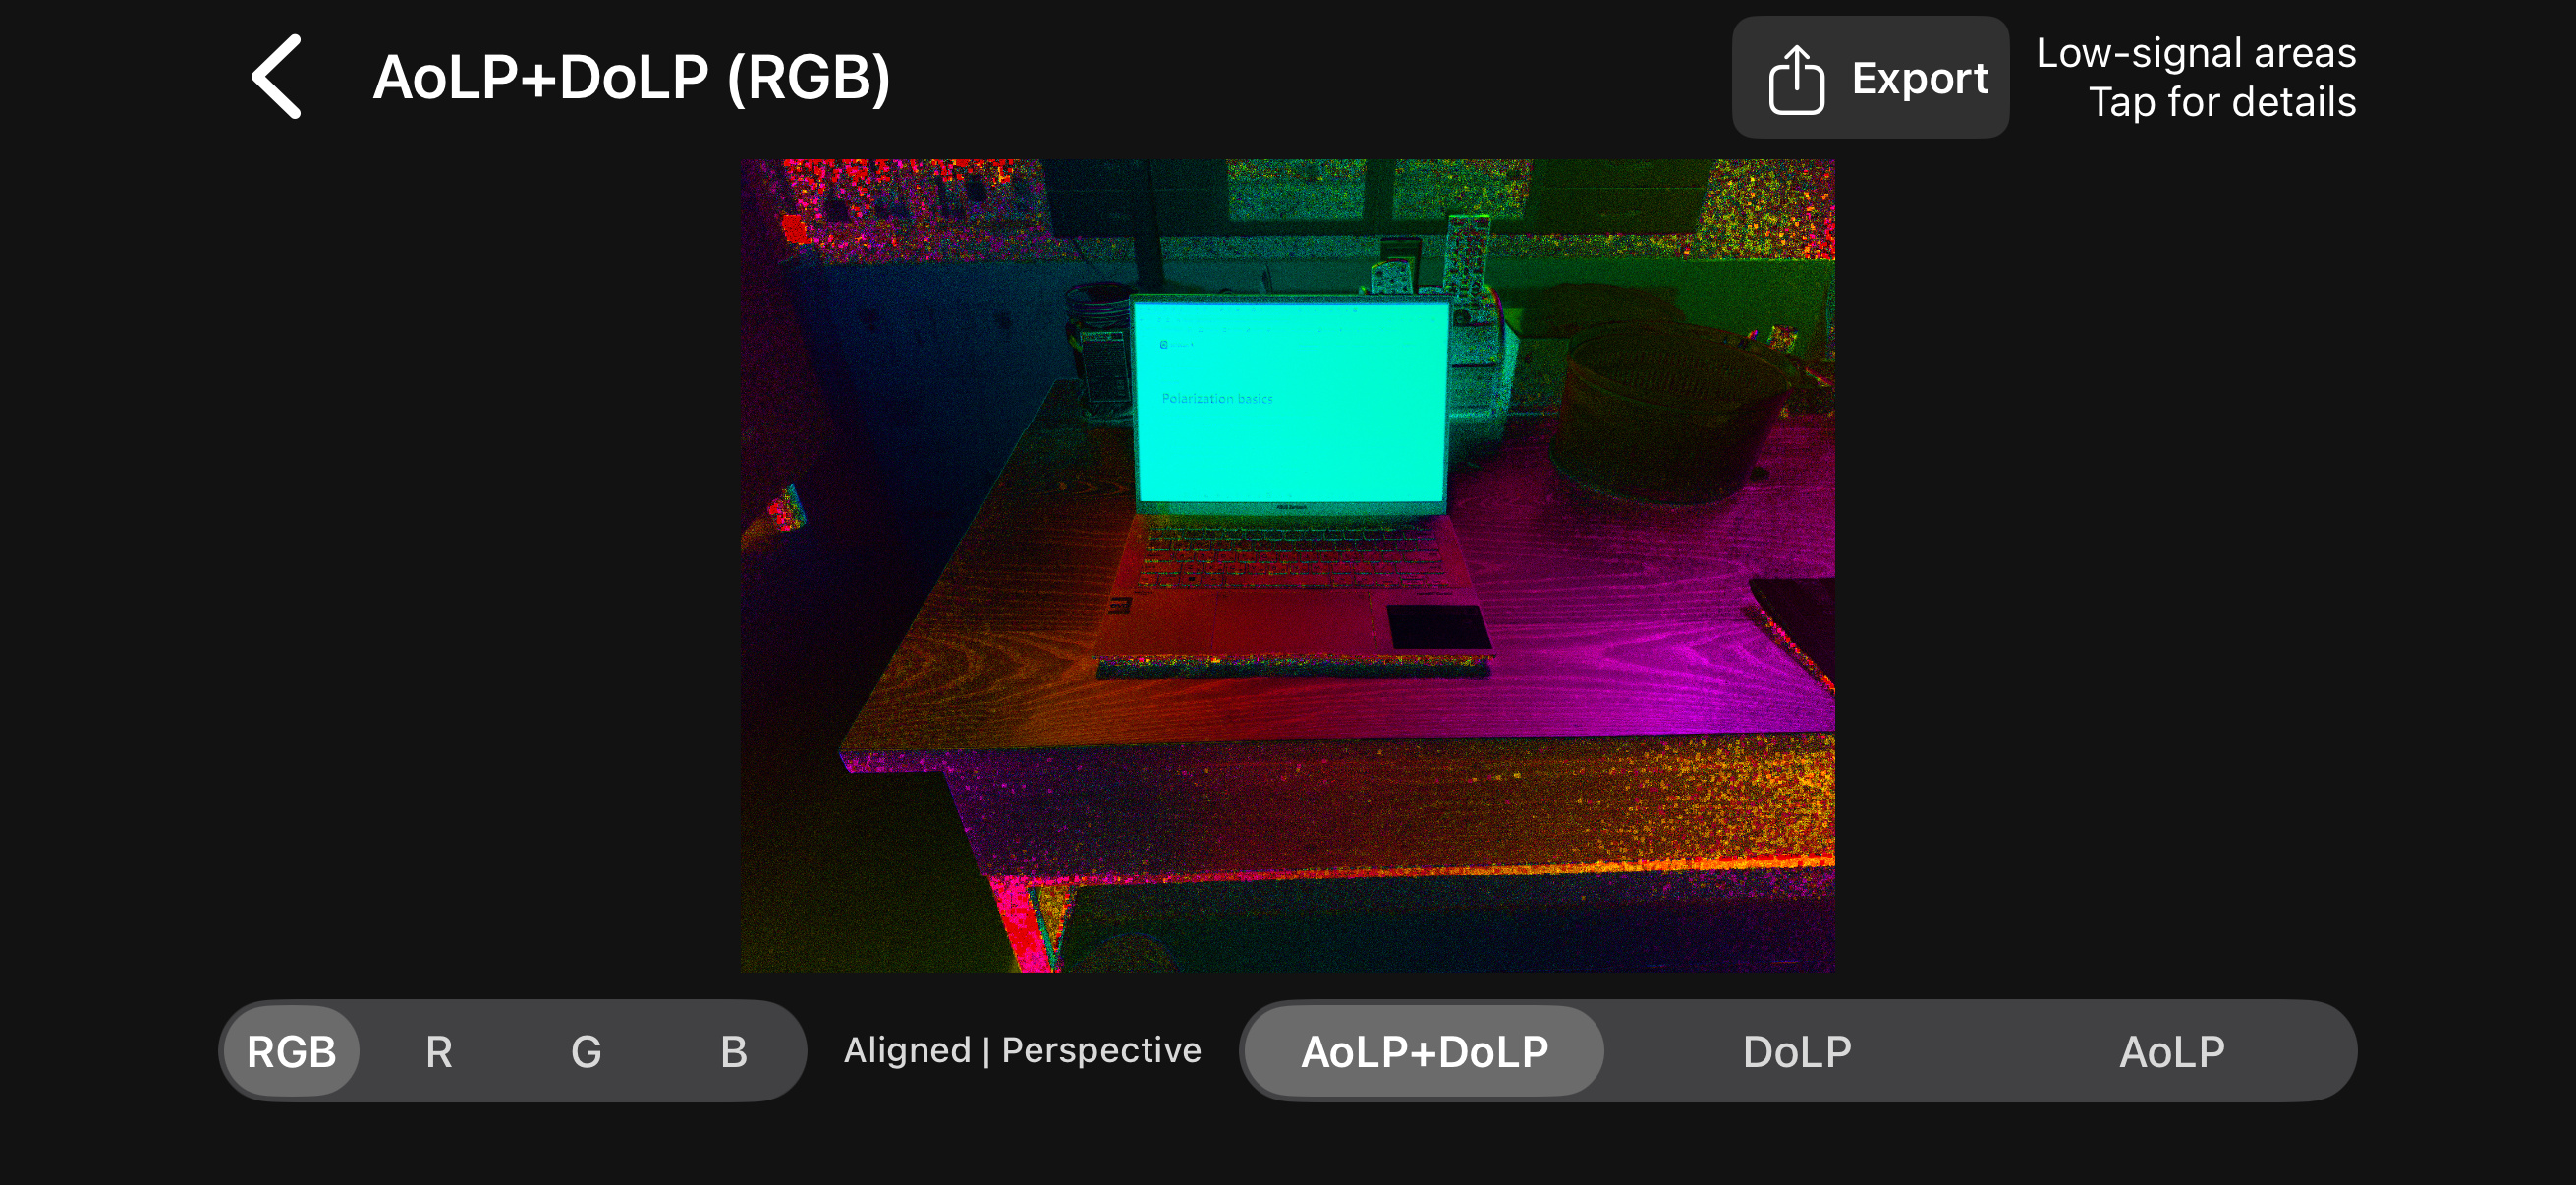 AoLP+DoLP (RGB)
Export
Low-signal areas
Tap for details
Polarization basics
RGB
R
G
B
Aligned | Perspective
AoLP+DoLP
DoLP
AoLP